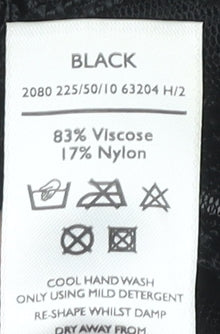 BLACK
2080 225/50/10 63204 H/2
83% Viscose
17% Nylon
COOL HAND WASH
ONLY USING MILD DETERGENT
RE-SHAPE WHILST DAMP
DRY AWAY FROM